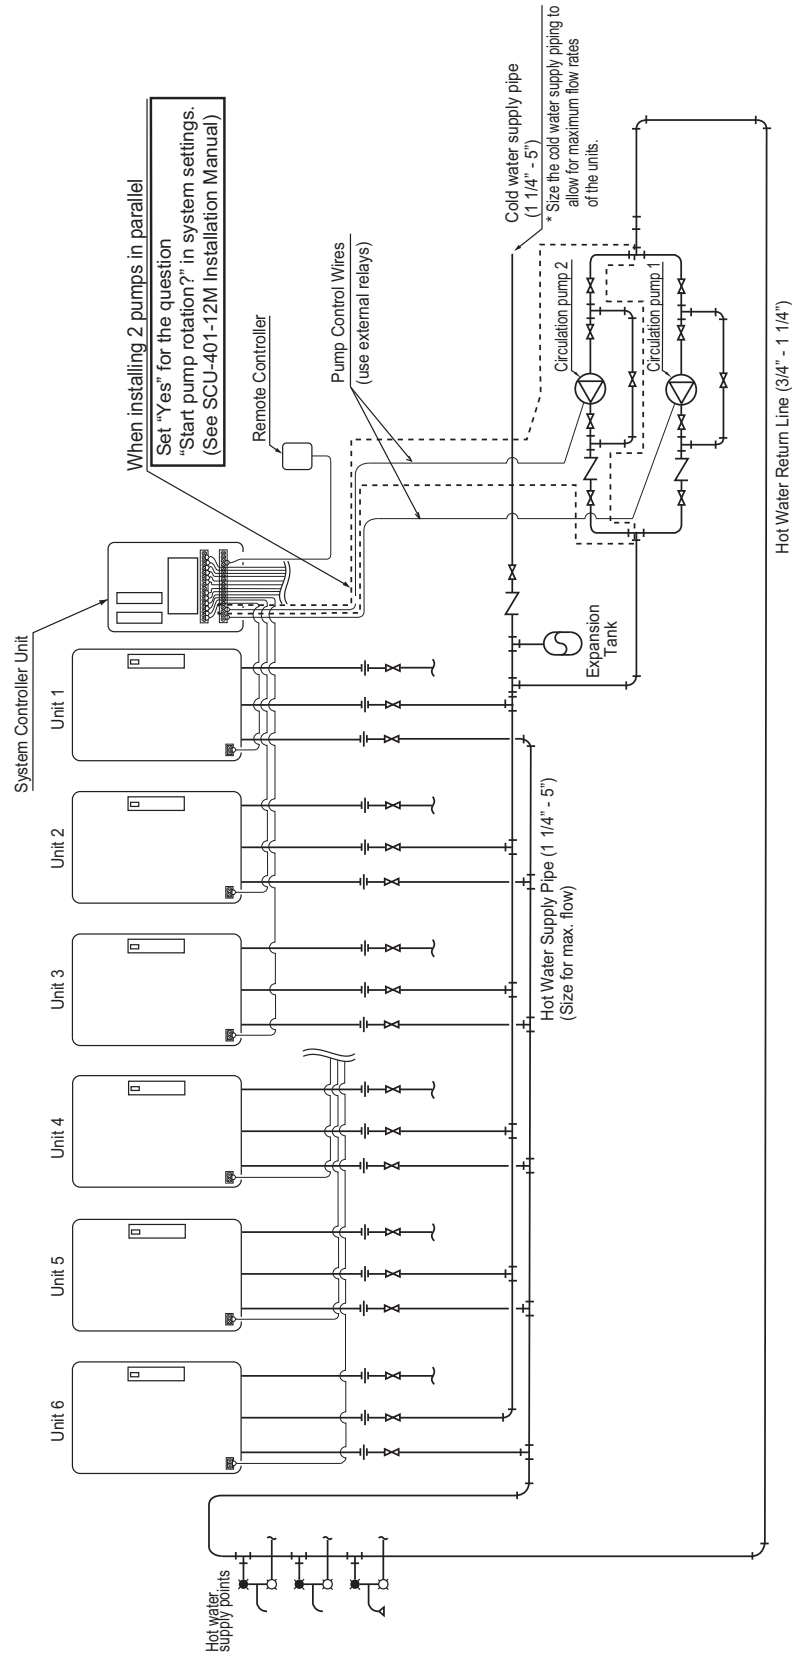 System Controller Unit
When installing 2 pumps in parallel
Set “Yes” for the question
“Start pump rotation?” in system settings.
(See SCU-401-12M Installation Manual)
Remote Controller
Pump Control Wires
(use external relays)
Cold water supply pipe
(1 1/4” - 5”)
* Size the cold water supply piping to
allow for maximum flow rates
of the units.
Unit 6
Unit 5
Unit 4
Unit 3
Unit 2
Unit 1
Circulation pump 2
Circulation pump 1
Expansion
Tank
Hot Water Supply Pipe (1 1/4” - 5”)
(Size for max. flow)
Hot water
supply points
Hot Water Return Line (3/4” - 1 1/4”)